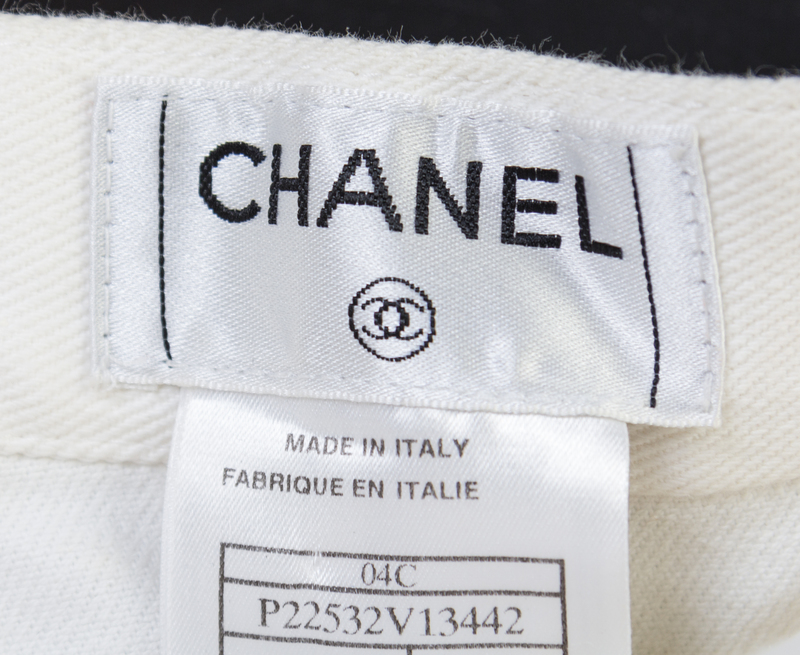 CHANEL
MADE IN ITALY
FABRIQUE EN ITALIE
04C
P22532V13442